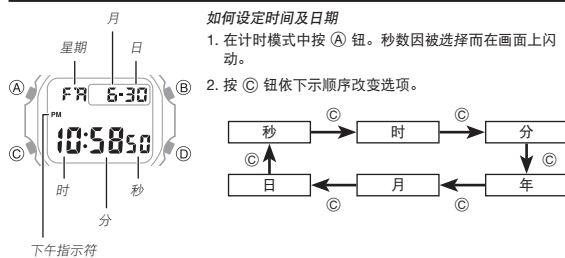 月
星期 日
Ⓐ Ⓑ
FR 6-30
PM
10:58 50
Ⓒ Ⓓ
时 秒
分
下午指示符
如何设定时间及日期
1. 在计时模式中按 Ⓐ 钮。秒数因被选择而在画面上闪
动。
2. 按 Ⓒ 钮依下示顺序改变选项。
Ⓒ Ⓒ
秒 时 分
Ⓒ Ⓒ
日 月 年
Ⓒ Ⓒ